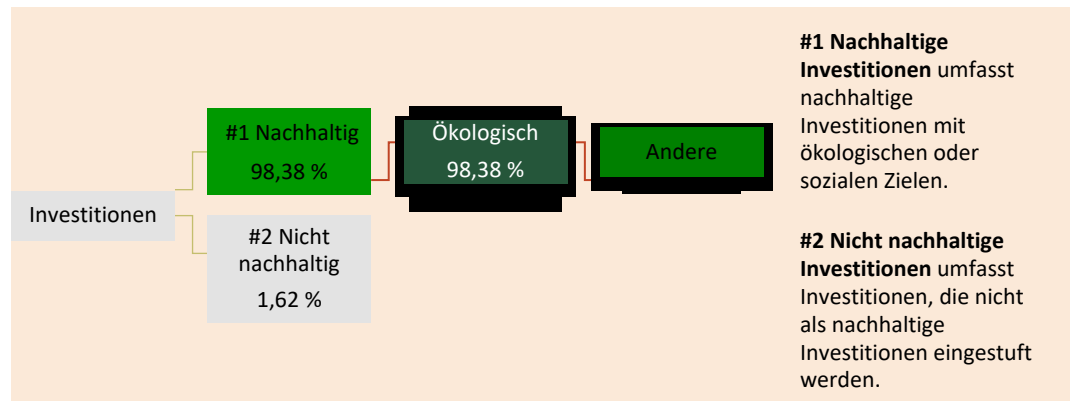 Investitionen
#1 Nachhaltig
98,38 %
#2 Nicht
nachhaltig
1,62 %
Ökologisch
98,38 %
Andere
#1 Nachhaltige
Investitionen umfasst
nachhaltige
Investitionen mit
ökologischen oder
sozialen Zielen.
#2 Nicht nachhaltige
Investitionen umfasst
Investitionen, die nicht
als nachhaltige
Investitionen eingestuft
werden.